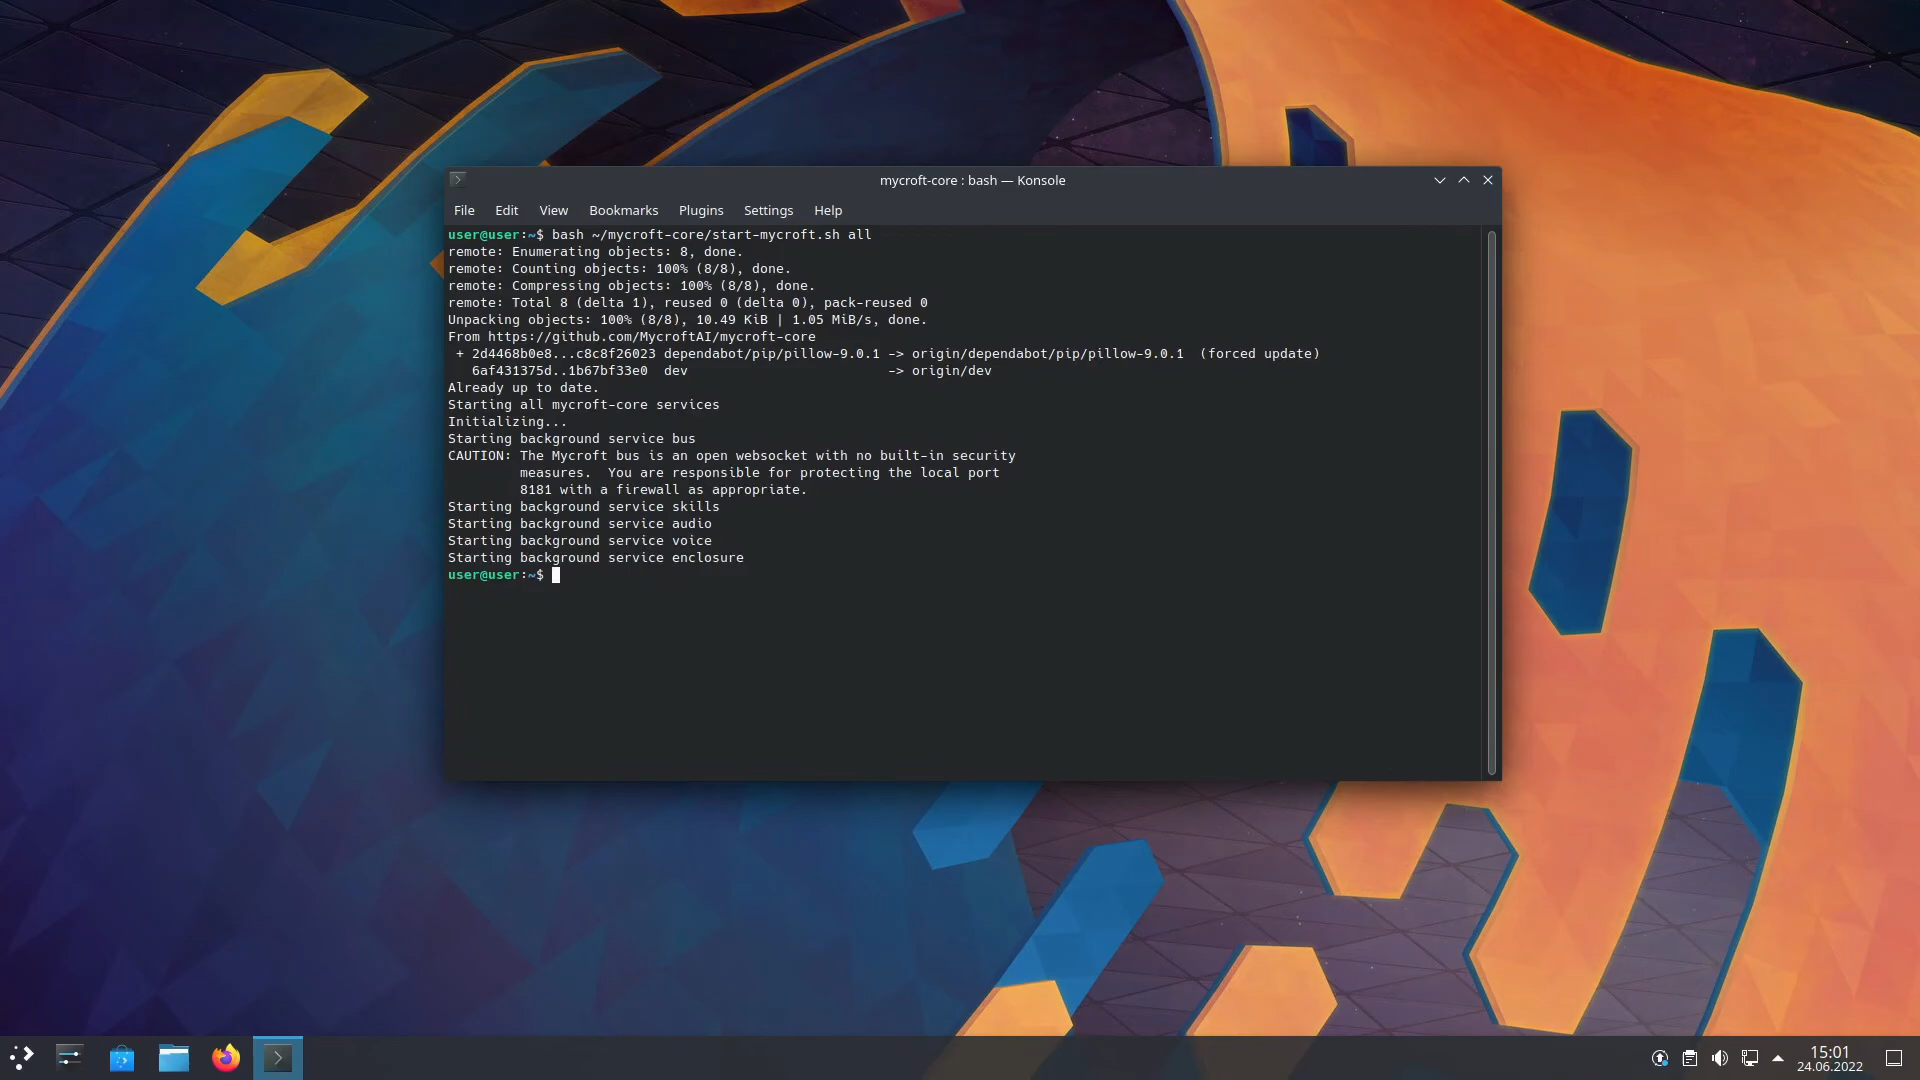 mycroft-core : bash — Konsole
File Edit View Bookmarks Plugins Settings Help
user@user:~$ bash ~/mycroft-core/start-mycroft.sh all
remote: Enumerating objects: 8, done.
remote: Counting objects: 100% (8/8), done.
remote: Compressing objects: 100% (8/8), done.
remote: Total 8 (delta 1), reused 0 (delta 0), pack-reused 0
Unpacking objects: 100% (8/8), 10.49 KiB | 1.05 MiB/s, done.
From https://github.com/MycroftAI/mycroft-core
 + 2d4468b0e8...c8c8f26023 dependabot/pip/pillow-9.0.1 -> origin/dependabot/pip/pillow-9.0.1  (forced update)
   6af431375d..1b67bf33e0  dev                         -> origin/dev
Already up to date.
Starting all mycroft-core services
Initializing...
Starting background service bus
CAUTION: The Mycroft bus is an open websocket with no built-in security
         measures.  You are responsible for protecting the local port
         8181 with a firewall as appropriate.
Starting background service skills
Starting background service audio
Starting background service voice
Starting background service enclosure
user@user:~$
15:01
24.06.2022